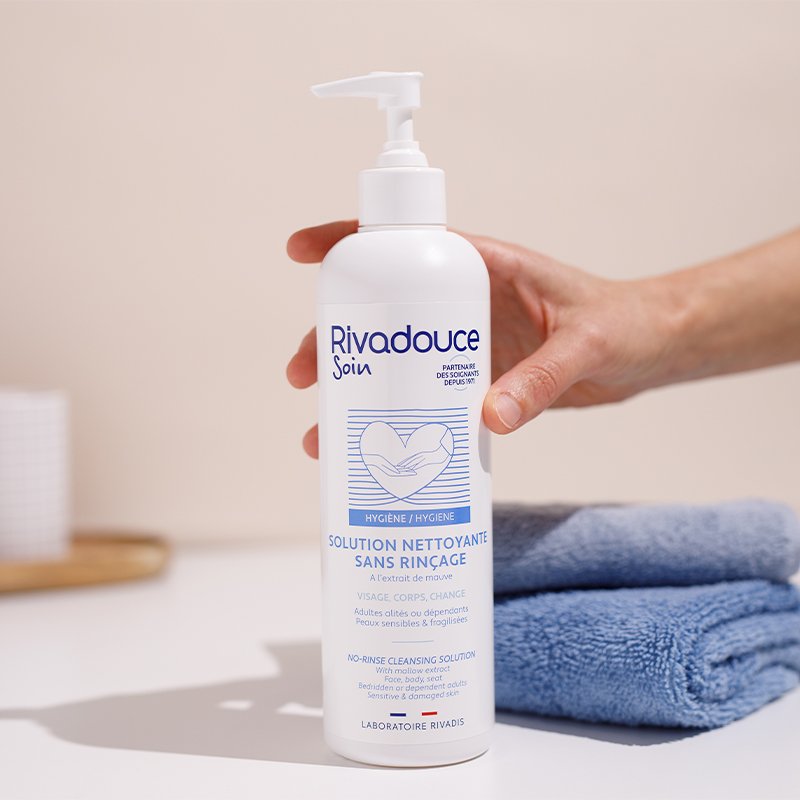 Rivadouce
Soin
PARTENAIRE
DES SOIGNANTS
DEPUIS 1971
HYGIÈNE / HYGIENE
SOLUTION NETTOYANTE
SANS RINÇAGE
A l'extrait de mauve
VISAGE, CORPS, CHANGE
Adultes alités ou dépendants
Peaux sensibles & fragilisées
NO-RINSE CLEANSING SOLUTION
With mallow extract
Face, body, seat
Bedridden or dependent adults
Sensitive & damaged skin
LABORATOIRE RIVADIS